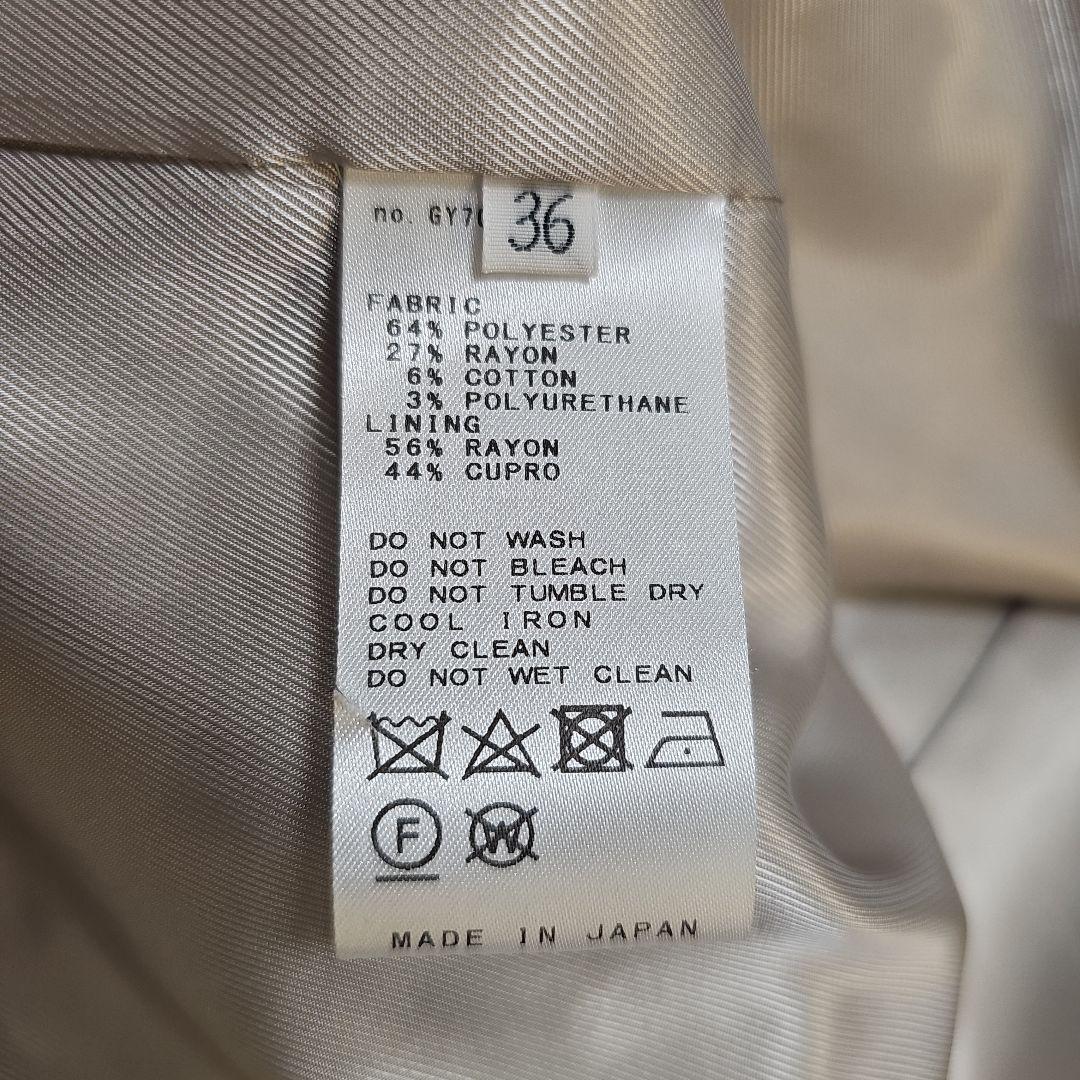 no. GY70
36
FABRIC
64% POLYESTER
27% RAYON
6% COTTON
3% POLYURETHANE
LINING
56% RAYON
44% CUPRO
DO NOT WASH
DO NOT BLEACH
DO NOT TUMBLE DRY
COOL IRON
DRY CLEAN
DO NOT WET CLEAN
F W
MADE IN JAPAN